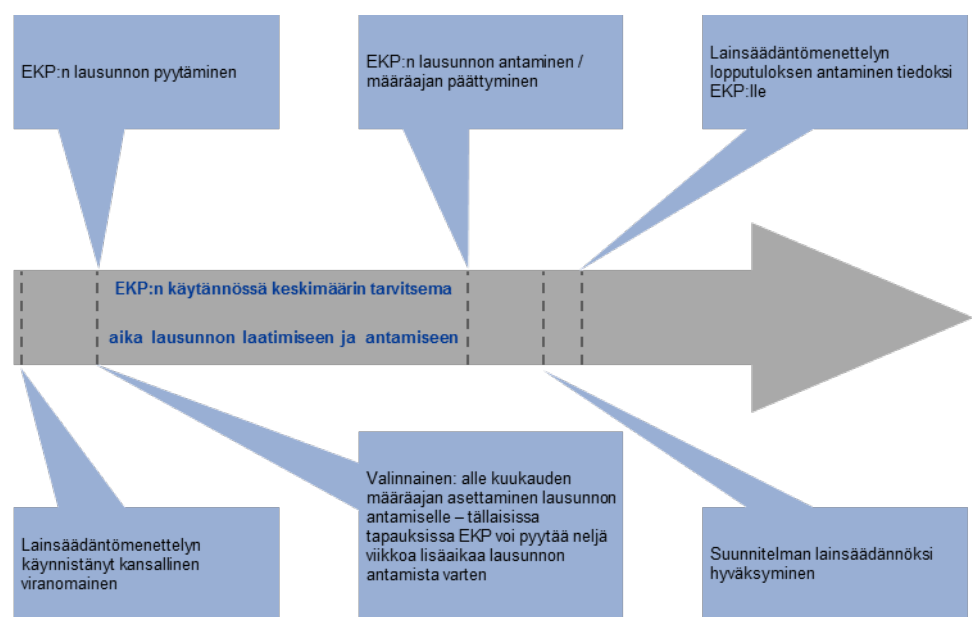 EKP:n lausunnon pyytäminen
EKP:n lausunnon antaminen /
määräajan päättyminen
Lainsäädäntömenettelyn
lopputuloksen antaminen tiedoksi
EKP:lle
EKP:n käytännössä keskimäärin tarvitsema
aika lausunnon laatimiseen ja antamiseen
Lainsäädäntömenettelyn
käynnistänyt kansallinen
viranomainen
Valinnainen: alle kuukauden
määräajan asettaminen lausunnon
antamiselle – tällaisissa
tapauksissa EKP voi pyytää neljä
viikkoa lisäaikaa lausunnon
antamista varten
Suunnitelman lainsäädännöksi
hyväksyminen